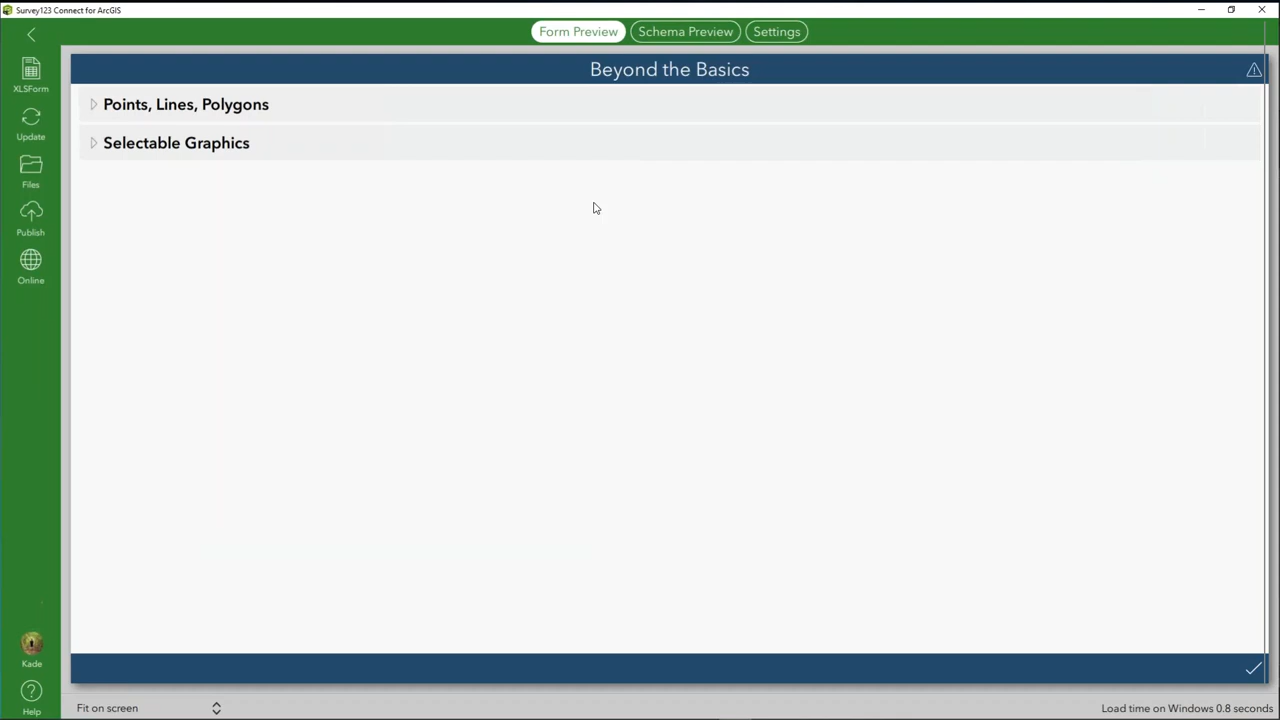 Survey123 Connect for ArcGIS
Form Preview
Schema Preview
Settings
XLSForm
Update
Files
Publish
Online
Beyond the Basics
Points, Lines, Polygons
Selectable Graphics
Kade
Help
Fit on screen
Load time on Windows 0.8 seconds